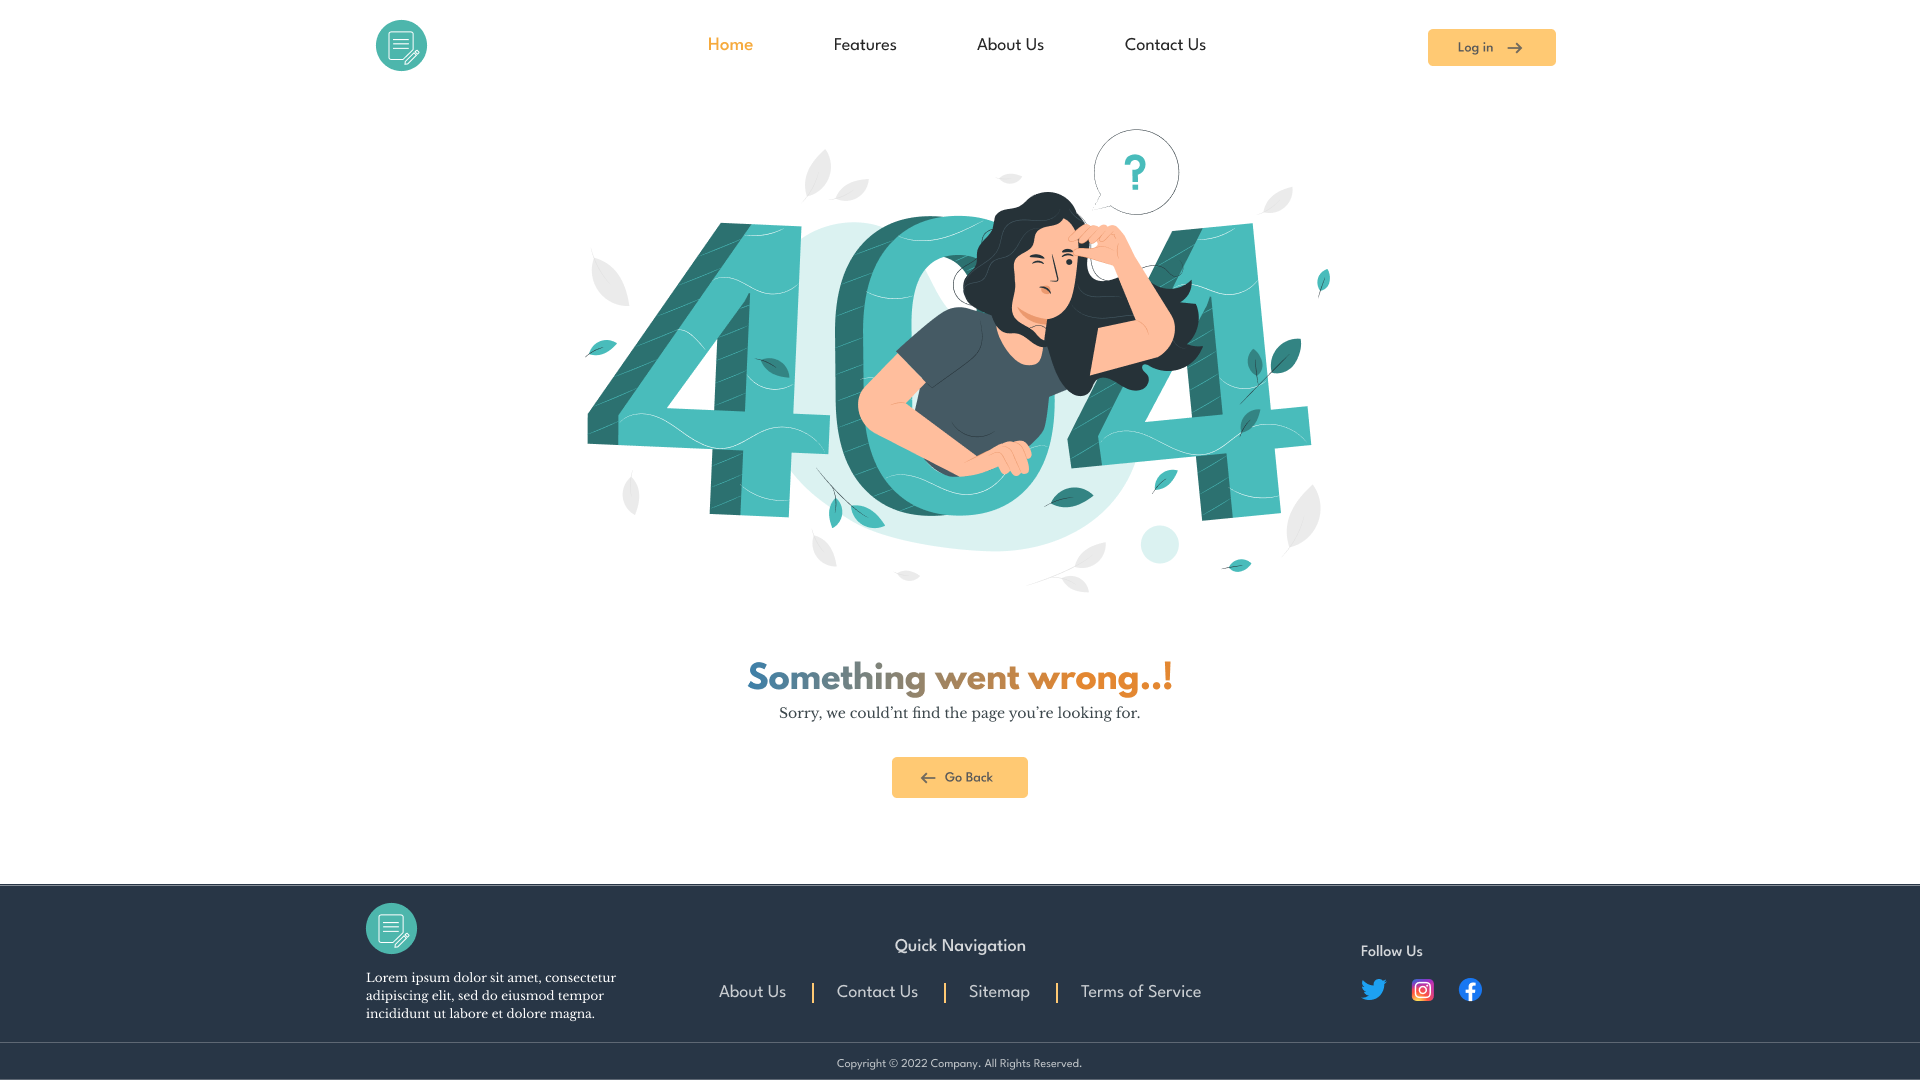 Home
Features
About Us
Contact Us
Log in
?
404
Something went wrong..!
Sorry, we could’nt find the page you’re looking for.
Go Back
Lorem ipsum dolor sit amet, consectetur
adipiscing elit, sed do eiusmod tempor
incididunt ut labore et dolore magna.
Quick Navigation
About Us
Contact Us
Sitemap
Terms of Service
Follow Us
Copyright © 2022 Company. All Rights Reserved.